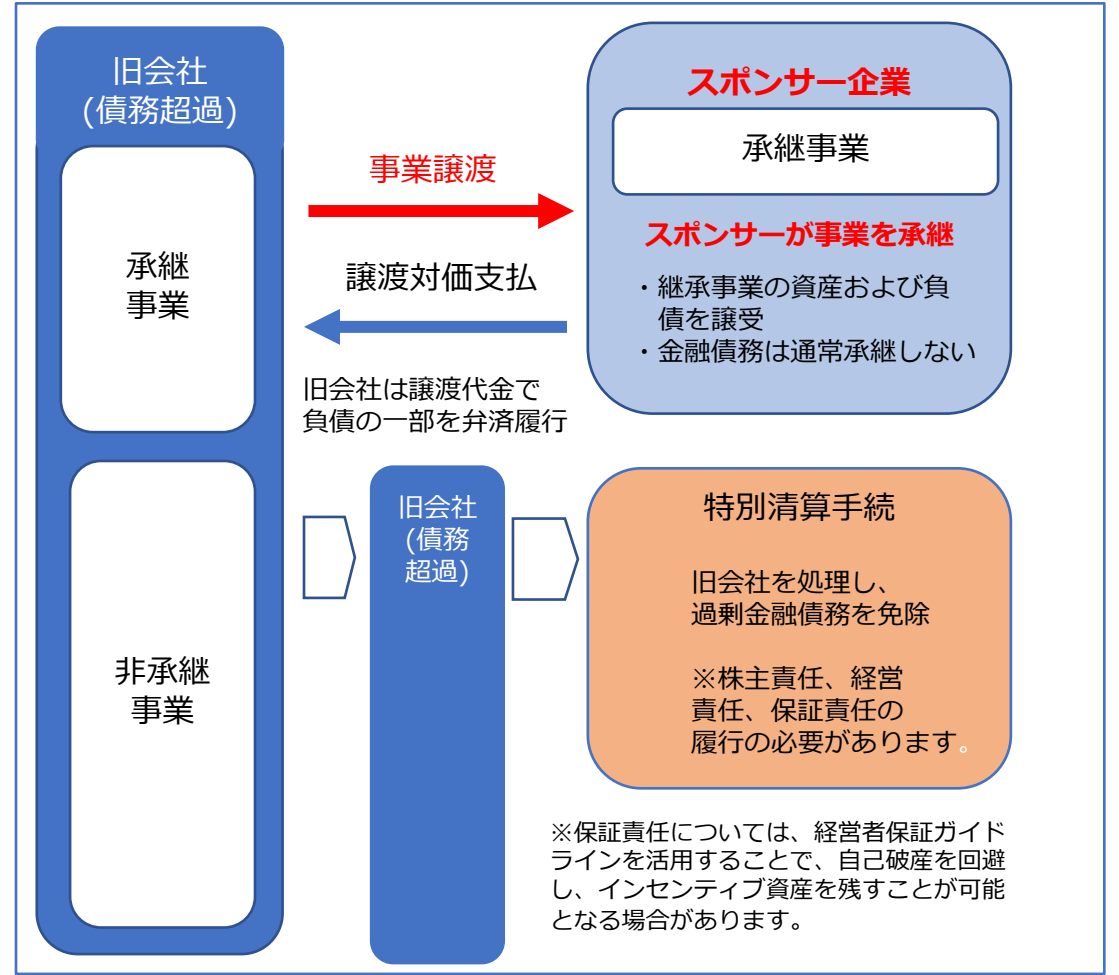 旧会社
(債務超過)
承継
事業
非承継
事業
事業譲渡
譲渡対価支払
旧会社は譲渡代金で
負債の一部を弁済履行
スポンサー企業
承継事業
スポンサーが事業を承継
・継承事業の資産および負
債を譲受
・金融債務は通常承継しない
旧会社
(債務
超過)
特別清算手続
旧会社を処理し、
過剰金融債務を免除
※株主責任、経営
責任、保証責任の
履行の必要があります。
※保証責任については、経営者保証ガイド
ラインを活用することで、自己破産を回避
し、インセンティブ資産を残すことが可能
となる場合があります。